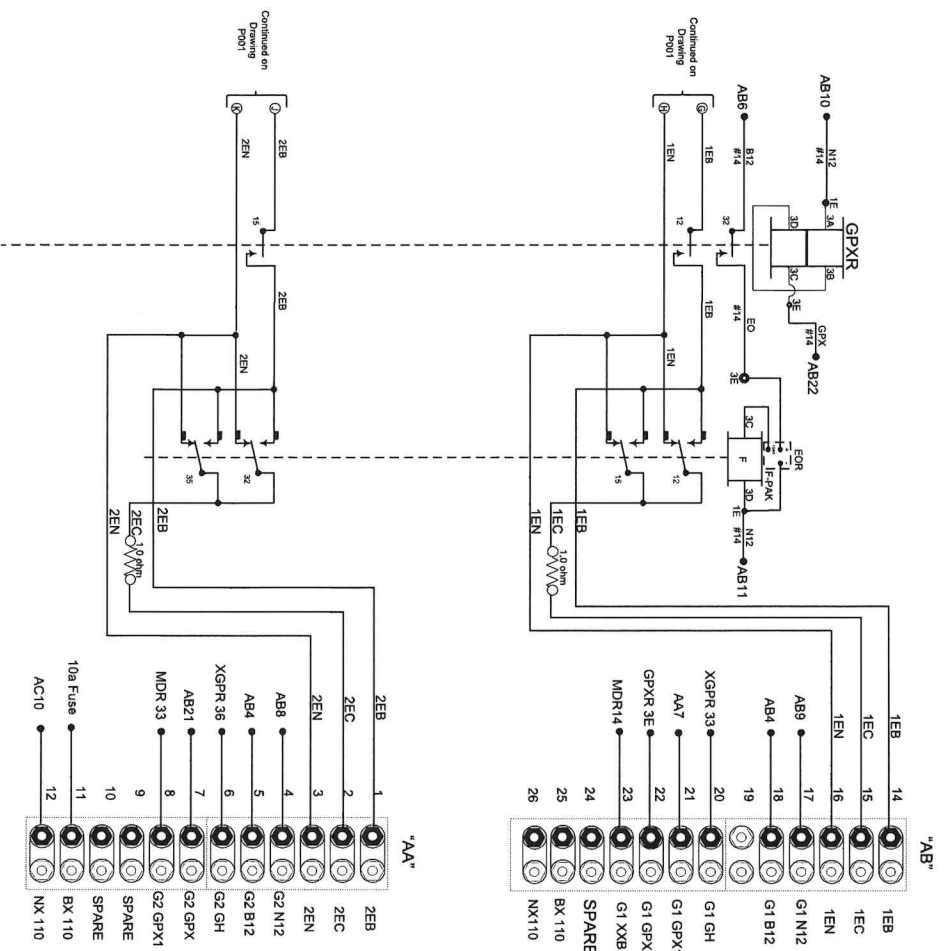 Continued on
Drawing
P001
G
H
1EB
1EN
AB6
B12
#14
AB10
N12
#14
1E
3A
3B
3D
3C
GPXR
3E
GPX
#14
AB22
32
12
1EB
EO
#14
3E
1EN
EOR
F-PAK
3C
F
3D
1E
N12
#14
AB11
12
15
1EB
1EC
1EN
1.0 ohm
1EB
1EC
1EN
AB9
AB4
XGPR 33
AA7
GPXR 3E
MDR14
"AB"
14 1EB
15 1EC
16 1EN
17 G1 N12
18 G1 B12
19
20 G1 GH
21 G1 GPX1
22 G1 GPX
23 G1 XXB
24 SPARE
25 BX 110
26 NX110
Continued on
Drawing
P001
J
K
2EB
2EN
15
2EB
2EN
32
35
2EB
2EC
2EN
1.0 ohm
2EB
2EC
2EN
AB8
AB4
XGPR 36
AB21
MDR 33
10a Fuse
AC10
"AA"
1 2EB
2 2EC
3 2EN
4 G2 N12
5 G2 B12
6 G2 GH
7 G2 GPX
8 G2 GPX1
9 SPARE
10 SPARE
11 BX 110
12 NX 110